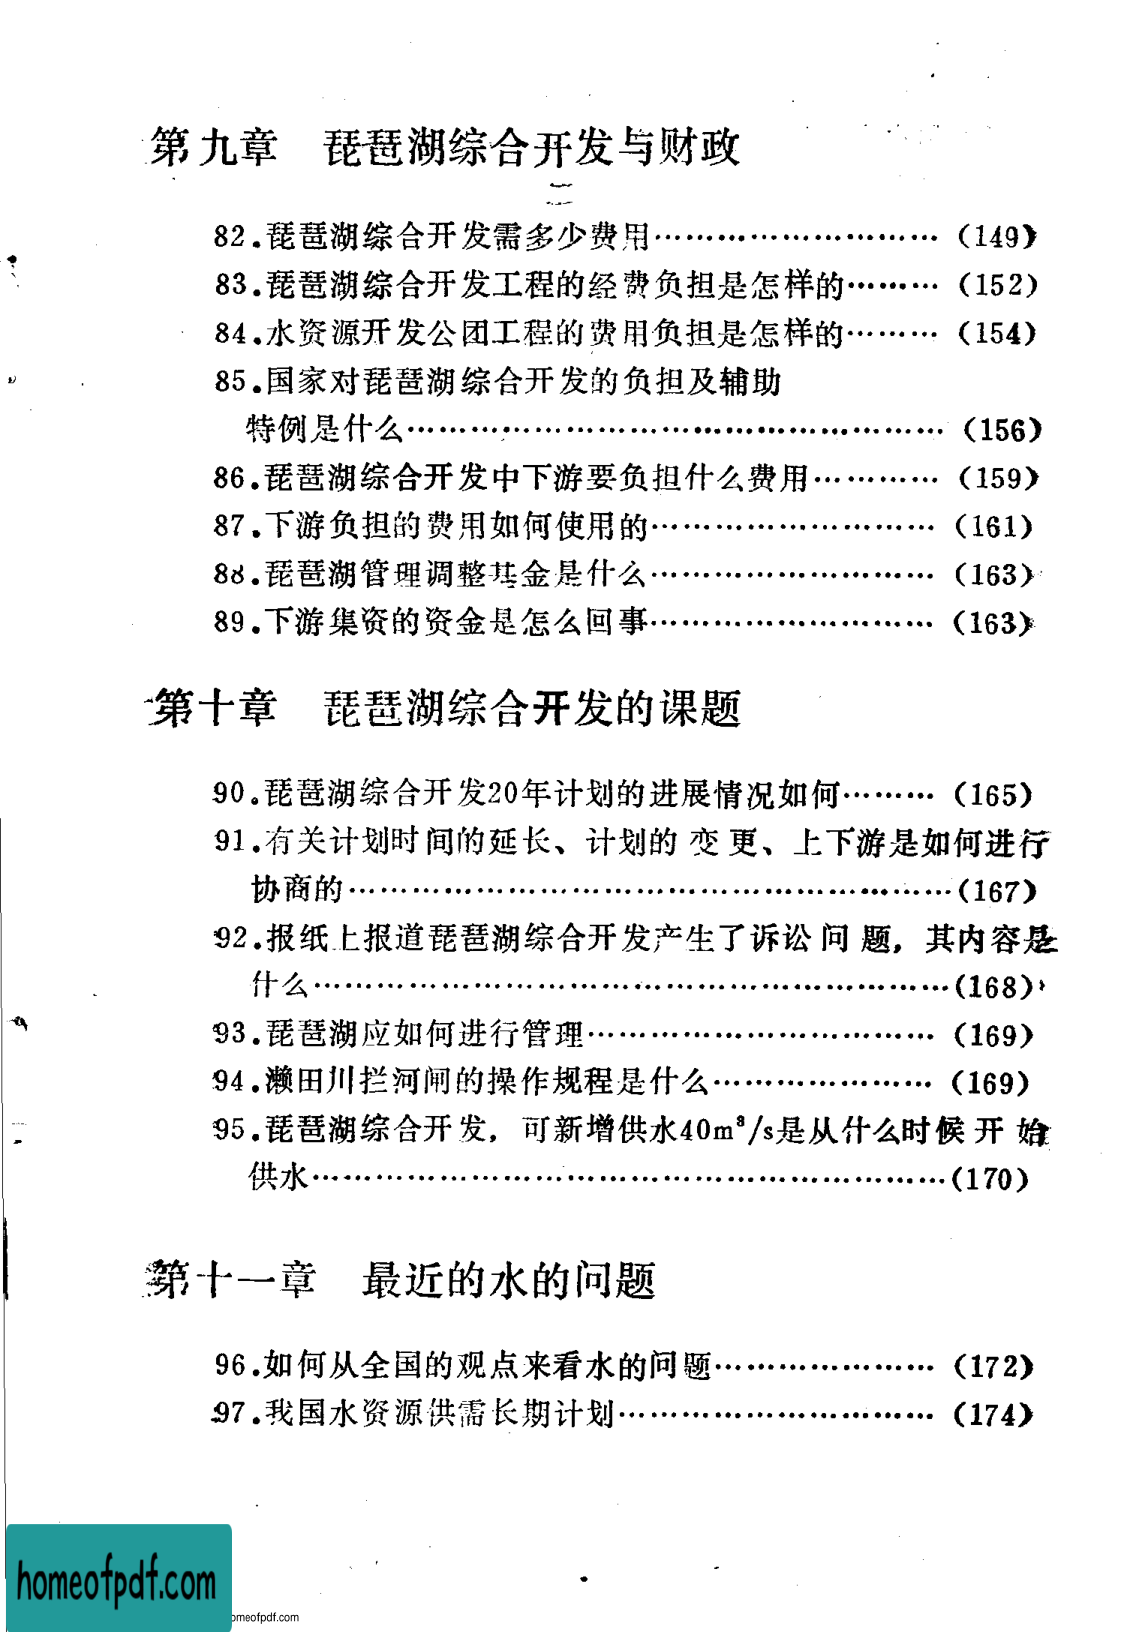 第九章 琵琶湖综合开发与财政
82.琵琶湖综合开发需多少费用………………………（149）
83.琵琶湖综合开发工程的经费负担是怎样的………（152）
84.水资源开发公团工程的费用负担是怎样的………（154）
85.国家对琵琶湖综合开发的负担及辅助
特例是什么………………………………………………（156）
86.琵琶湖综合开发中下游要负担什么费用…………（159）
87.下游负担的费用如何使用的………………………（161）
88.琵琶湖管理调整基金是什么………………………（163）
89.下游集资的资金是怎么回事………………………（163）
第十章 琵琶湖综合开发的课题
90.琵琶湖综合开发20年计划的进展情况如何………（165）
91.有关计划时间的延长、计划的变更、上下游是如何进行
协商的……………………………………………………（167）
92.报纸上报道琵琶湖综合开发产生了诉讼问题，其内容是
什么………………………………………………………（168）
93.琵琶湖应如何进行管理……………………………（169）
94.濑田川拦河闸的操作规程是什么…………………（169）
95.琵琶湖综合开发，可新增供水40m³/s是从什么时候开始
供水………………………………………………………（170）
第十一章 最近的水的问题
96.如何从全国的观点来看水的问题…………………（172）
97.我国水资源供需长期计划…………………………（174）
homeofpdf.com
omeofpdf.com